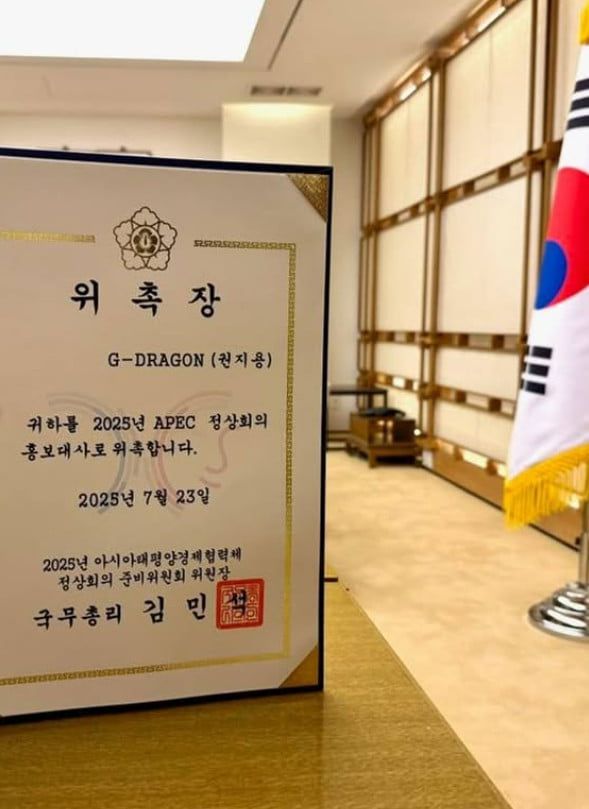 위촉장
G-DRAGON (권지용)
귀하를 2025년 APEC 정상회의
홍보대사로 위촉합니다.
2025년 7월 23일
2025년 아시아태평양경제협력체
정상회의 준비위원회 위원장
국무총리 김민석